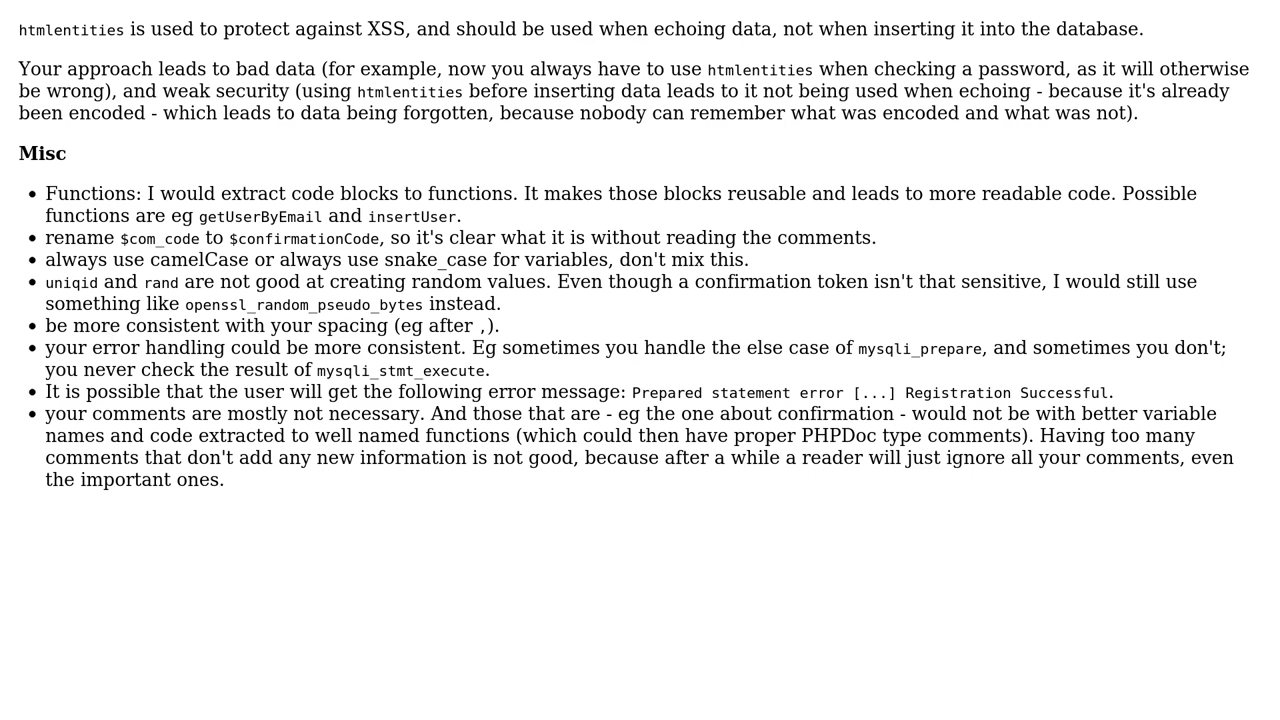 htmlentities is used to protect against XSS, and should be used when echoing data, not when inserting it into the database.
Your approach leads to bad data (for example, now you always have to use htmlentities when checking a password, as it will otherwise
be wrong), and weak security (using htmlentities before inserting data leads to it not being used when echoing - because it's already
been encoded - which leads to data being forgotten, because nobody can remember what was encoded and what was not).
Misc
• Functions: I would extract code blocks to functions. It makes those blocks reusable and leads to more readable code. Possible
functions are eg getUserByEmail and insertUser.
• rename $com_code to $confirmationCode, so it's clear what it is without reading the comments.
• always use camelCase or always use snake_case for variables, don't mix this.
• uniqid and rand are not good at creating random values. Even though a confirmation token isn't that sensitive, I would still use
something like openssl_random_pseudo_bytes instead.
• be more consistent with your spacing (eg after ,).
• your error handling could be more consistent. Eg sometimes you handle the else case of mysqli_prepare, and sometimes you don't;
you never check the result of mysqli_stmt_execute.
• It is possible that the user will get the following error message: Prepared statement error [...] Registration Successful.
• your comments are mostly not necessary. And those that are - eg the one about confirmation - would not be with better variable
names and code extracted to well named functions (which could then have proper PHPDoc type comments). Having too many
comments that don't add any new information is not good, because after a while a reader will just ignore all your comments, even
the important ones.